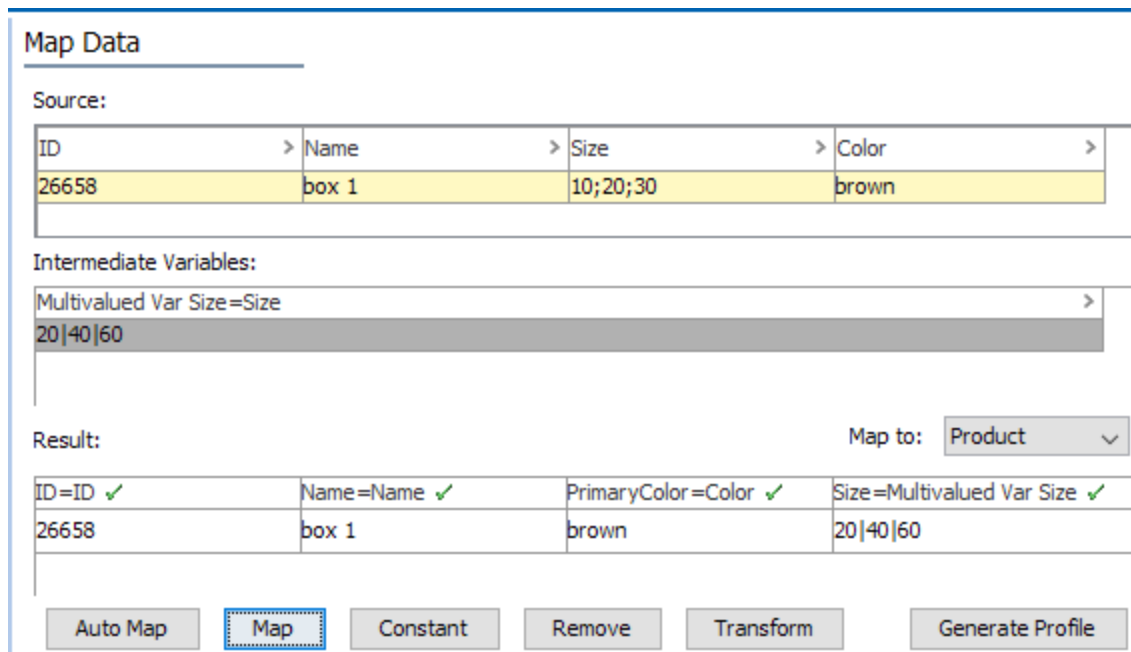 Map Data
Source:
ID > Name > Size > Color >
26658 box 1 10;20;30 brown
Intermediate Variables:
Multivalued Var Size=Size >
20|40|60
Result: Map to: Product
ID=ID ✓ Name=Name ✓ PrimaryColor=Color ✓ Size=Multivalued Var Size ✓
26658 box 1 brown 20|40|60
Auto Map Map Constant Remove Transform Generate Profile